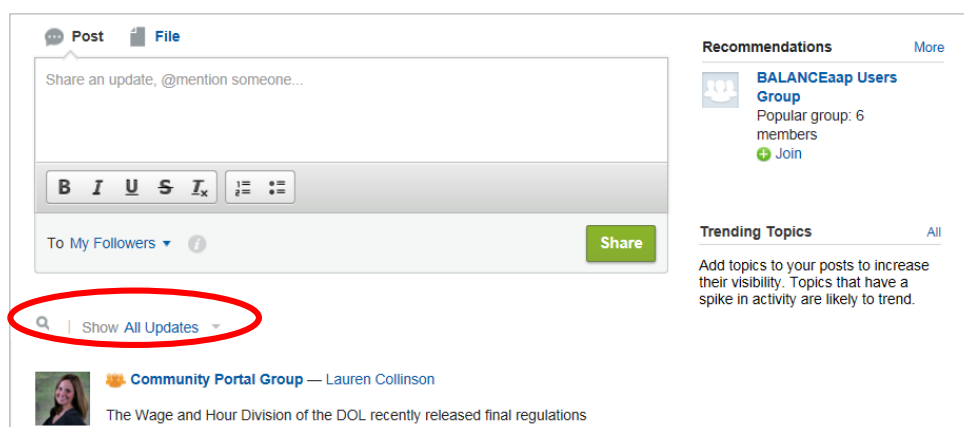 Post File
Share an update, @mention someone...
B I U S Tx
To My Followers
Share
Show All Updates
Community Portal Group — Lauren Collinson
The Wage and Hour Division of the DOL recently released final regulations
Recommendations More
BALANCEaap Users
Group
Popular group: 6
members
Join
Trending Topics All
Add topics to your posts to increase
their visibility. Topics that have a
spike in activity are likely to trend.